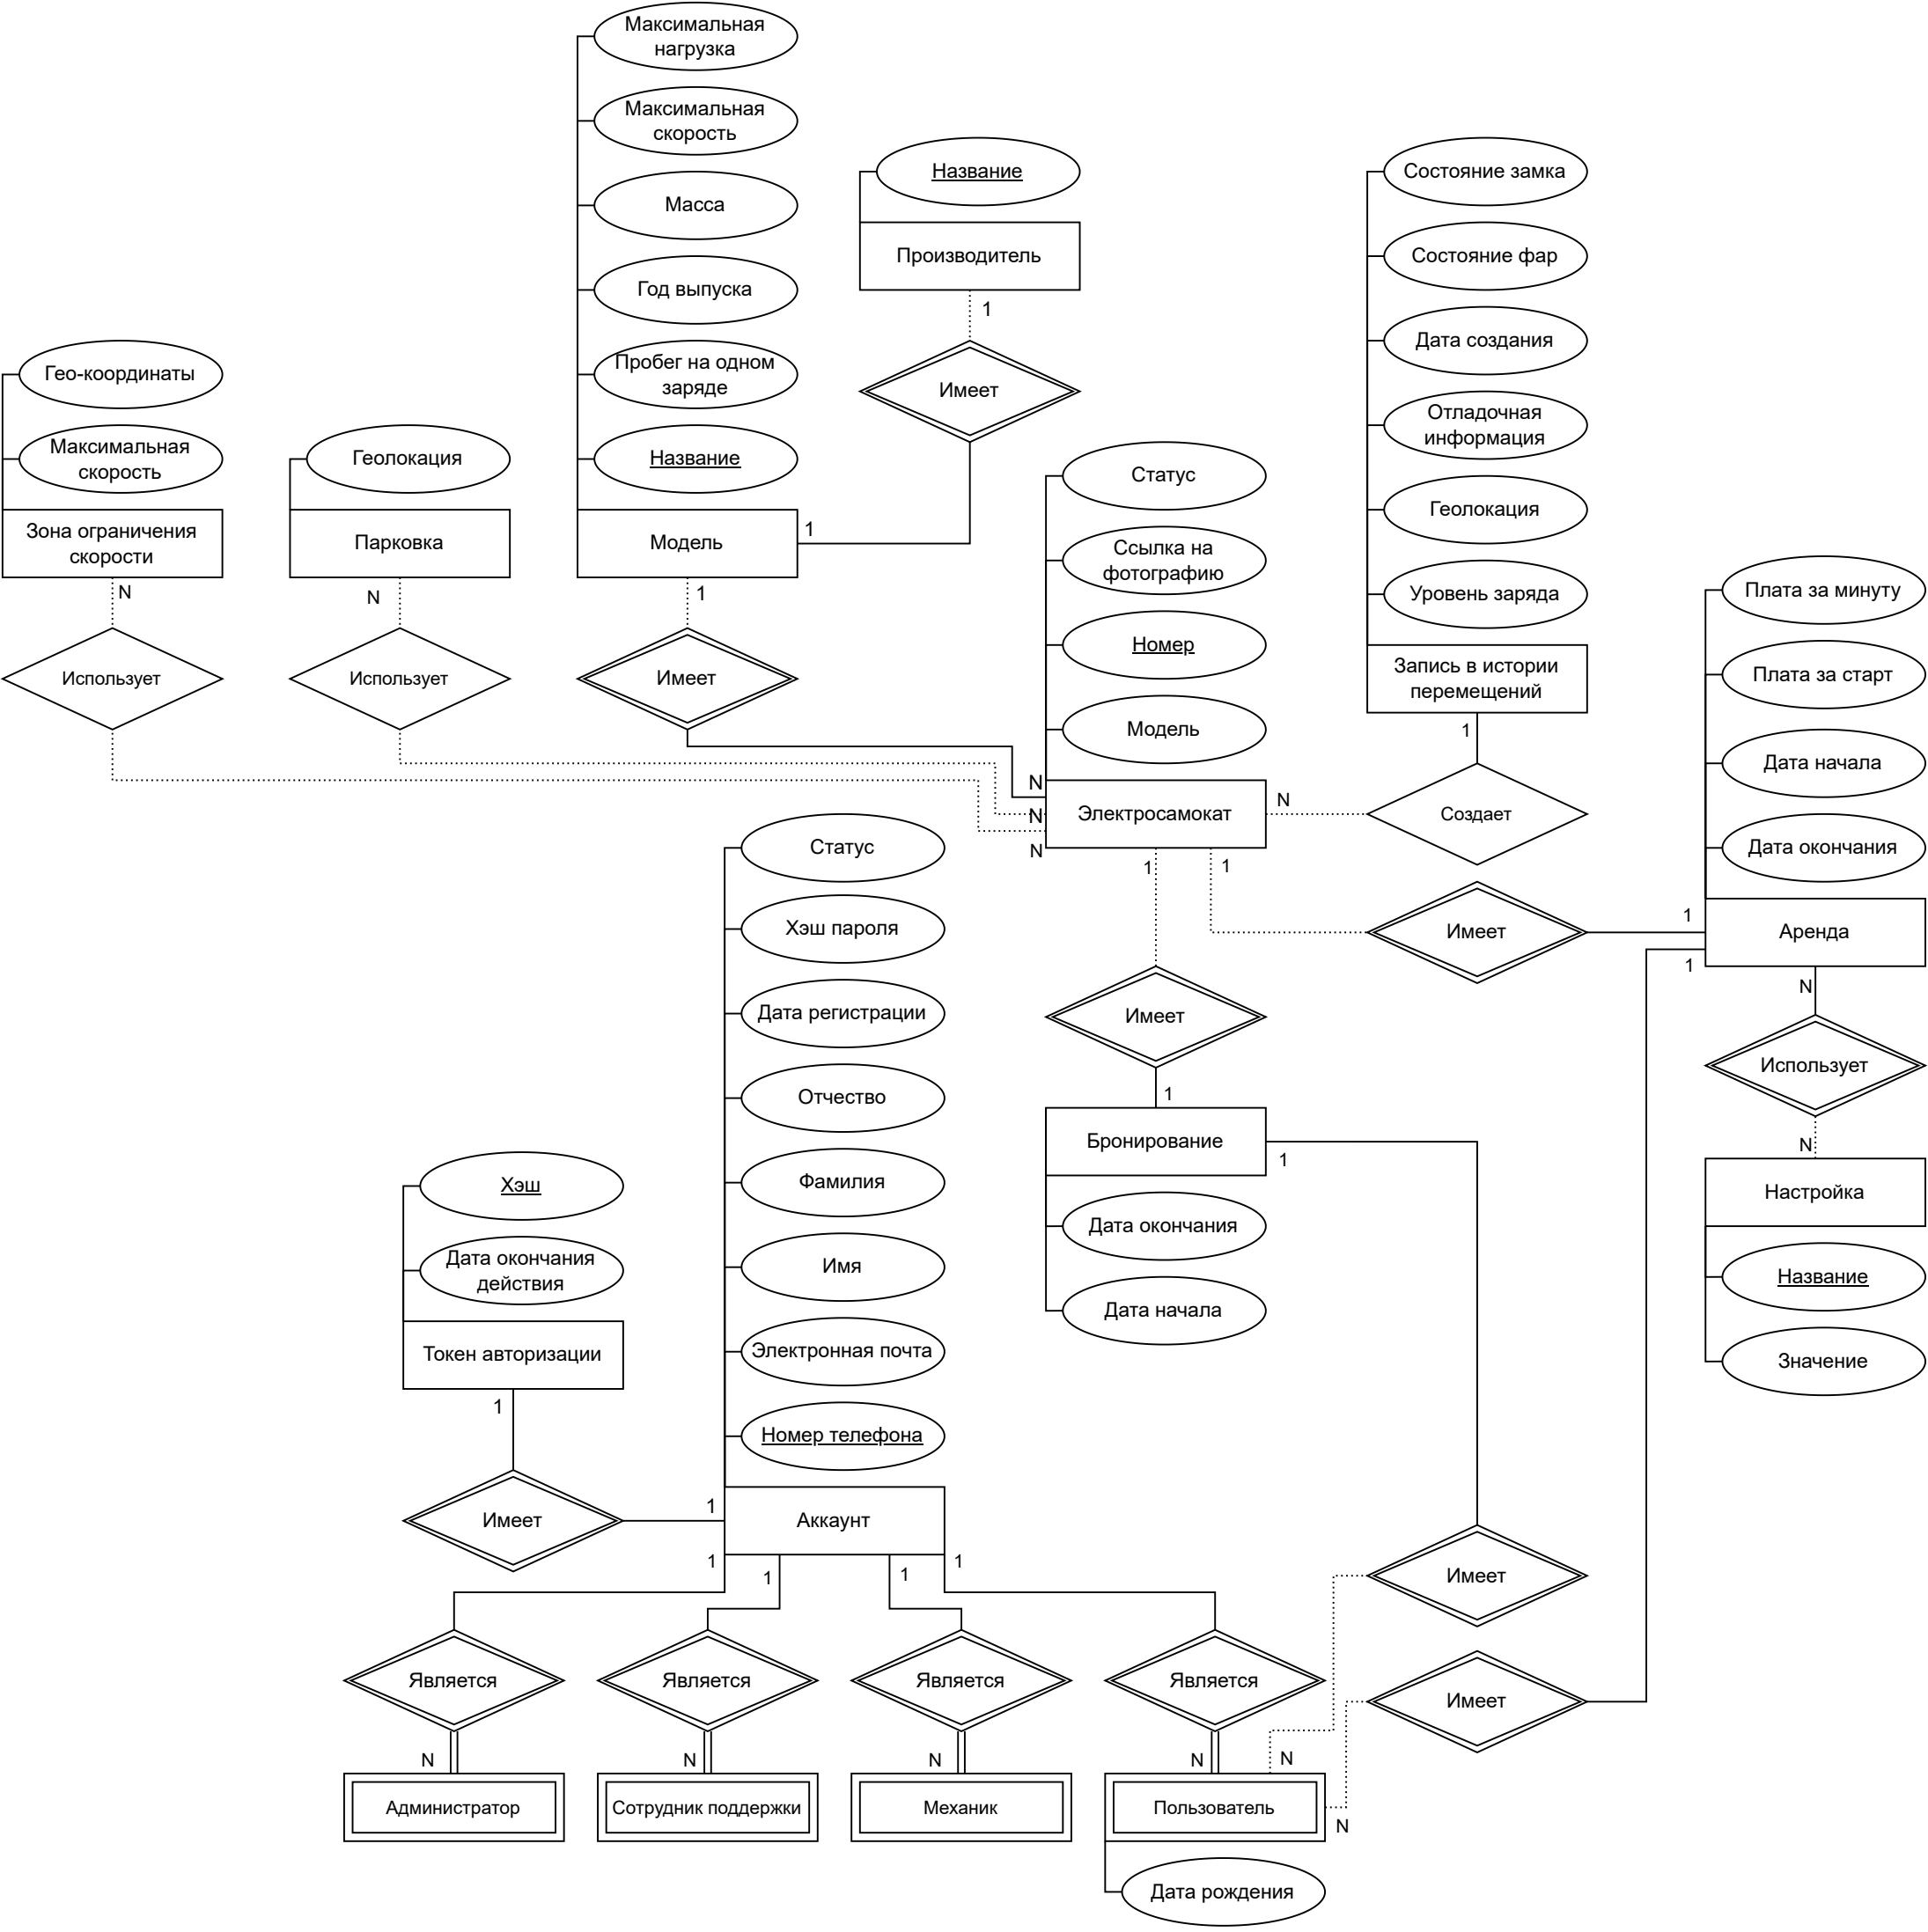 Максимальная
нагрузка
Максимальная
скорость
Масса
Год выпуска
Пробег на одном
заряде
Название
Модель
1
1
Имеет
Название
Производитель
1
Имеет
Гео-координаты
Максимальная
скорость
Зона ограничения
скорости
N
Использует
Геолокация
Парковка
N
Использует
Статус
Ссылка на
фотографию
Номер
Модель
N
N
N
Электросамокат
N
1
1
Состояние замка
Состояние фар
Дата создания
Отладочная
информация
Геолокация
Уровень заряда
Запись в истории
перемещений
1
Создает
Плата за минуту
Плата за старт
Дата начала
Дата окончания
Имеет
1
Аренда
1
N
Использует
N
Настройка
Название
Значение
Имеет
1
Бронирование
1
Дата окончания
Дата начала
Статус
Хэш пароля
Дата регистрации
Отчество
Фамилия
Имя
Электронная почта
Номер телефона
Хэш
Дата окончания
действия
Токен авторизации
1
Имеет
1
Аккаунт
1
1
1
1
Имеет
Является
Является
Является
Является
Имеет
N
N
N
N
N
Администратор
Сотрудник поддержки
Механик
Пользователь
N
Дата рождения